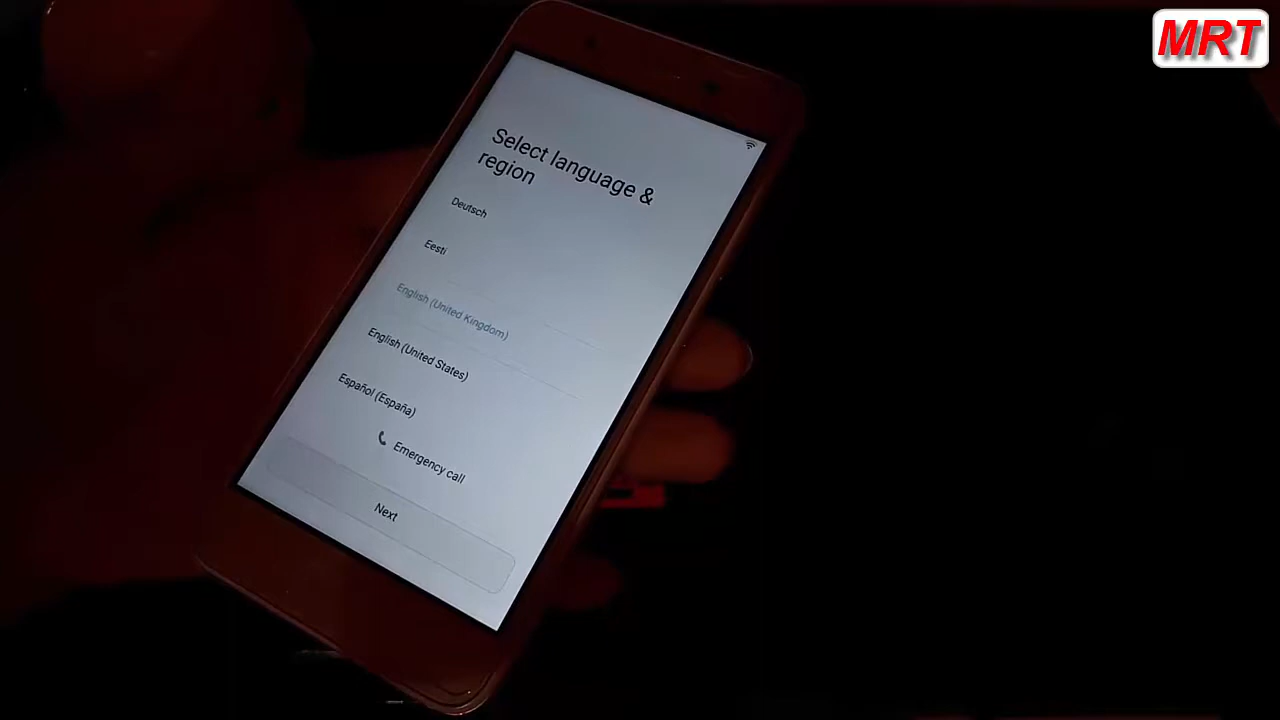 MRT
Select language &
region
Deutsch
Eesti
English (United Kingdom)
English (United States)
Español (España)
Emergency call
Next